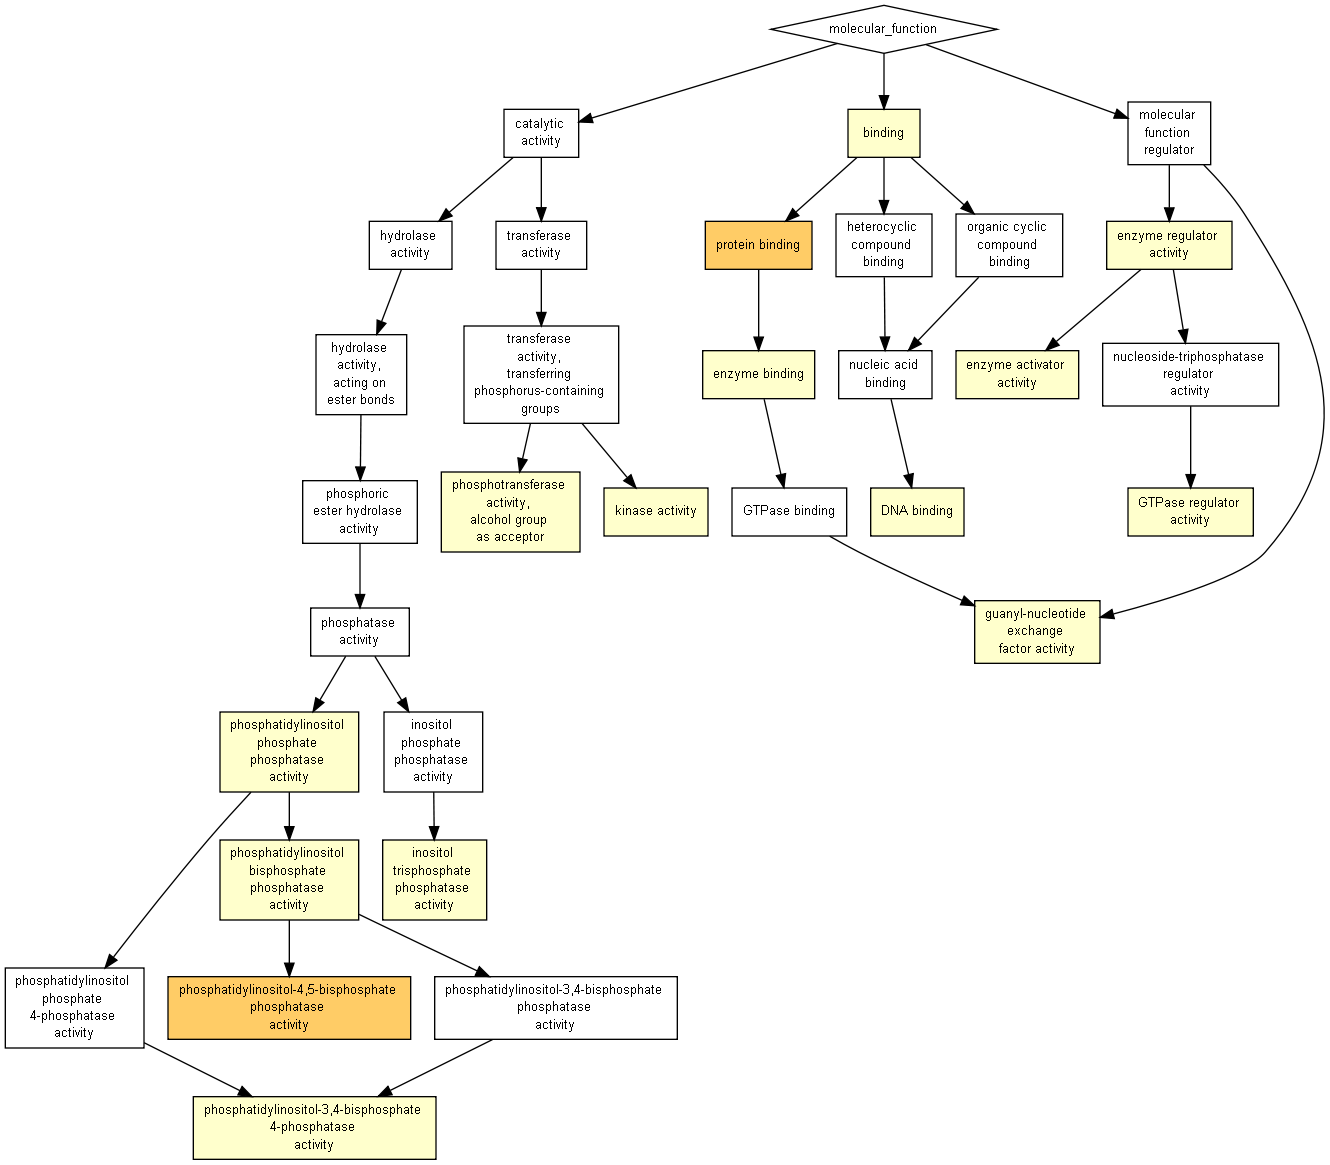 molecular_function
catalytic
activity
binding
molecular
function
regulator
hydrolase
activity
transferase
activity
protein binding
heterocyclic
compound
binding
organic cyclic
compound
binding
enzyme regulator
activity
hydrolase
activity,
acting on
ester bonds
transferase
activity,
transferring
phosphorus-containing
groups
enzyme binding
nucleic acid
binding
enzyme activator
activity
nucleoside-triphosphatase
regulator
activity
phosphoric
ester hydrolase
activity
phosphotransferase
activity,
alcohol group
as acceptor
kinase activity
GTPase binding
DNA binding
GTPase regulator
activity
phosphatase
activity
guanyl-nucleotide
exchange
factor activity
phosphatidylinositol
phosphate
phosphatase
activity
inositol
phosphate
phosphatase
activity
phosphatidylinositol
bisphosphate
phosphatase
activity
inositol
trisphosphate
phosphatase
activity
phosphatidylinositol
phosphate
4-phosphatase
activity
phosphatidylinositol-4,5-bisphosphate
phosphatase
activity
phosphatidylinositol-3,4-bisphosphate
phosphatase
activity
phosphatidylinositol-3,4-bisphosphate
4-phosphatase
activity